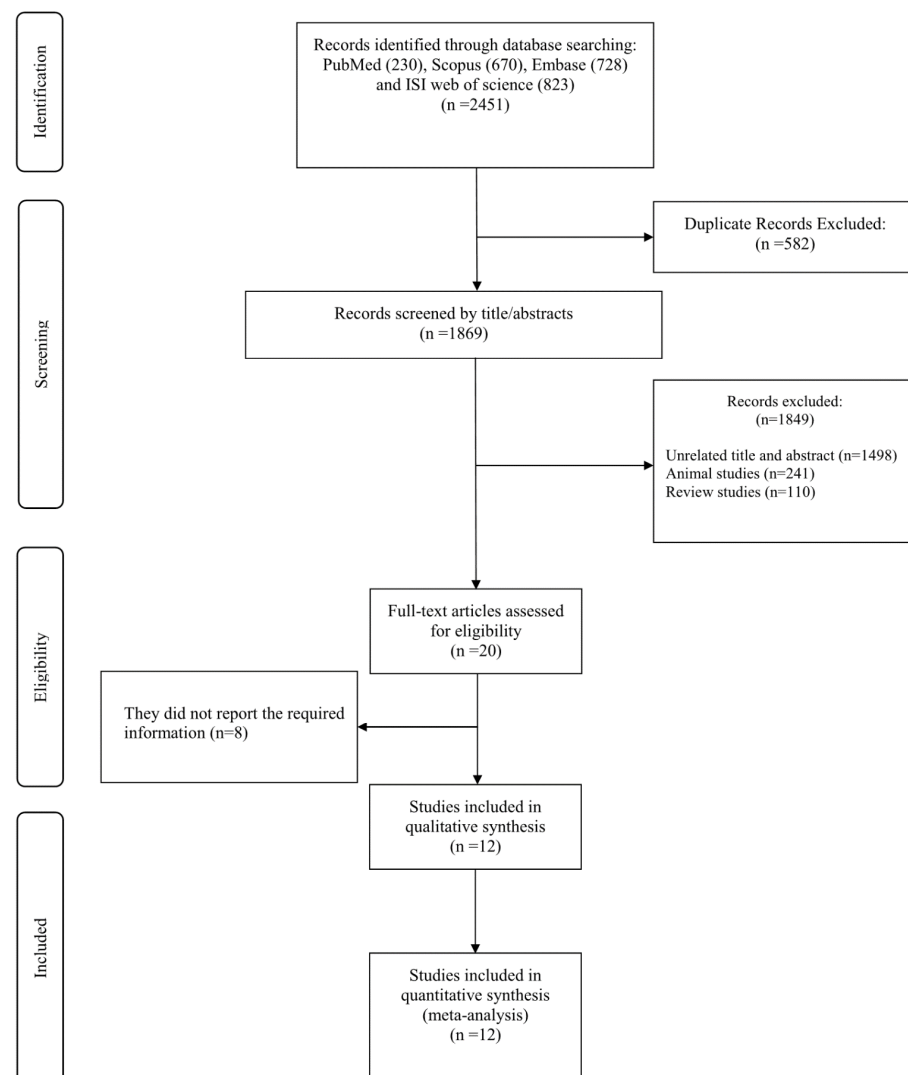 Identification
Records identified through database searching:
PubMed (230), Scopus (670), Embase (728)
and ISI web of science (823)
(n =2451)
Screening
Duplicate Records Excluded:
(n =582)
Records screened by title/abstracts
(n =1869)
Records excluded:
(n=1849)
Unrelated title and abstract (n=1498)
Animal studies (n=241)
Review studies (n=110)
Eligibility
Full-text articles assessed
for eligibility
(n =20)
They did not report the required
information (n=8)
Studies included in
qualitative synthesis
(n =12)
Included
Studies included in
quantitative synthesis
(meta-analysis)
(n =12)